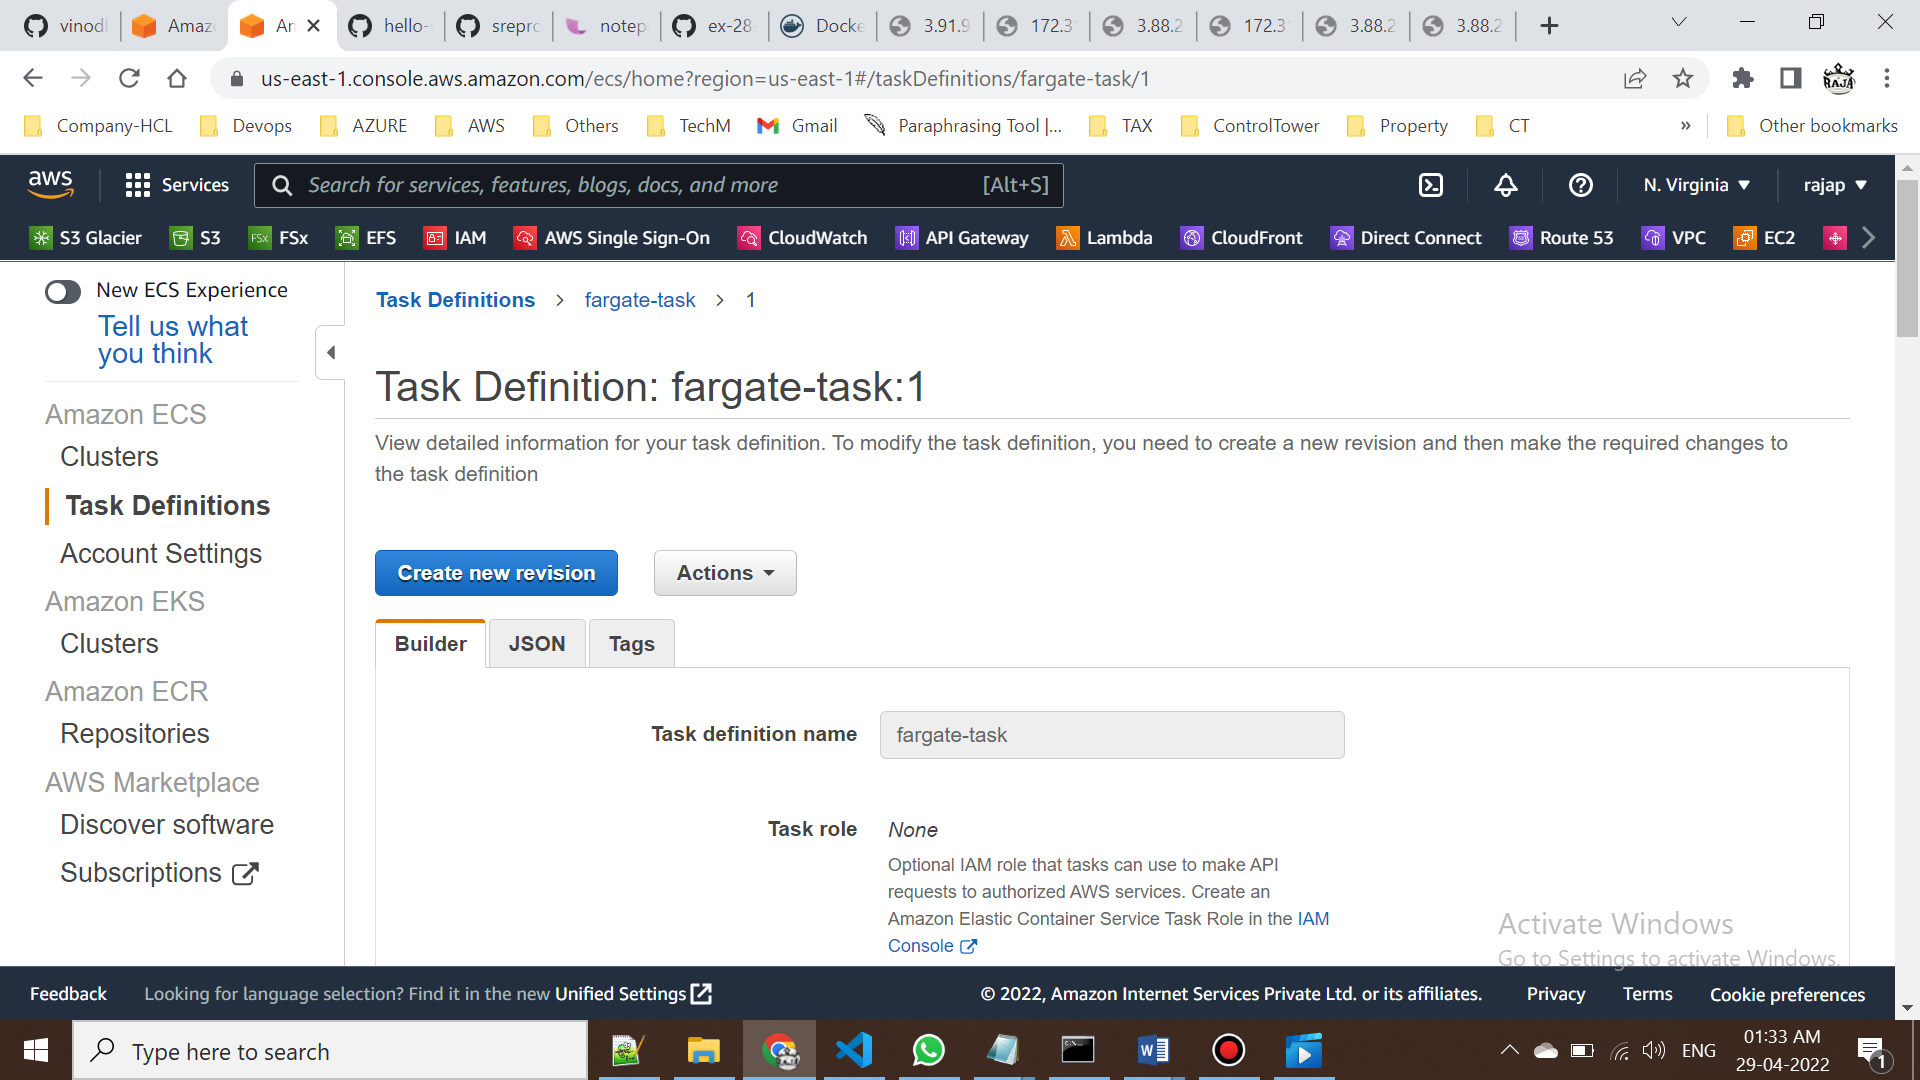 vinodh
Amaz
An
hello-
srepro
notep
ex-28
Docke
3.91.9
172.3
3.88.2
172.3
3.88.2
3.88.2
us-east-1.console.aws.amazon.com/ecs/home?region=us-east-1#/taskDefinitions/fargate-task/1
RAJA
Company-HCL
Devops
AZURE
AWS
Others
TechM
Gmail
Paraphrasing Tool |...
TAX
ControlTower
Property
CT
»
Other bookmarks
aws
Services
Search for services, features, blogs, docs, and more
[Alt+S]
N. Virginia
rajap
S3 Glacier
S3
FSx
FSx
EFS
IAM
AWS Single Sign-On
CloudWatch
API Gateway
Lambda
CloudFront
Direct Connect
Route 53
VPC
EC2
New ECS Experience
Tell us what
you think
Amazon ECS
Clusters
Task Definitions
Account Settings
Amazon EKS
Clusters
Amazon ECR
Repositories
AWS Marketplace
Discover software
Subscriptions
Task Definitions > fargate-task > 1
Task Definition: fargate-task:1
View detailed information for your task definition. To modify the task definition, you need to create a new revision and then make the required changes to
the task definition
Create new revision
Actions
Builder
JSON
Tags
Task definition name
fargate-task
Task role
None
Optional IAM role that tasks can use to make API
requests to authorized AWS services. Create an
Amazon Elastic Container Service Task Role in the IAM
Console
Activate Windows
Go to Settings to activate Windows.
Feedback
Looking for language selection? Find it in the new Unified Settings
© 2022, Amazon Internet Services Private Ltd. or its affiliates.
Privacy
Terms
Cookie preferences
Type here to search
ENG
01:33 AM
29-04-2022
1